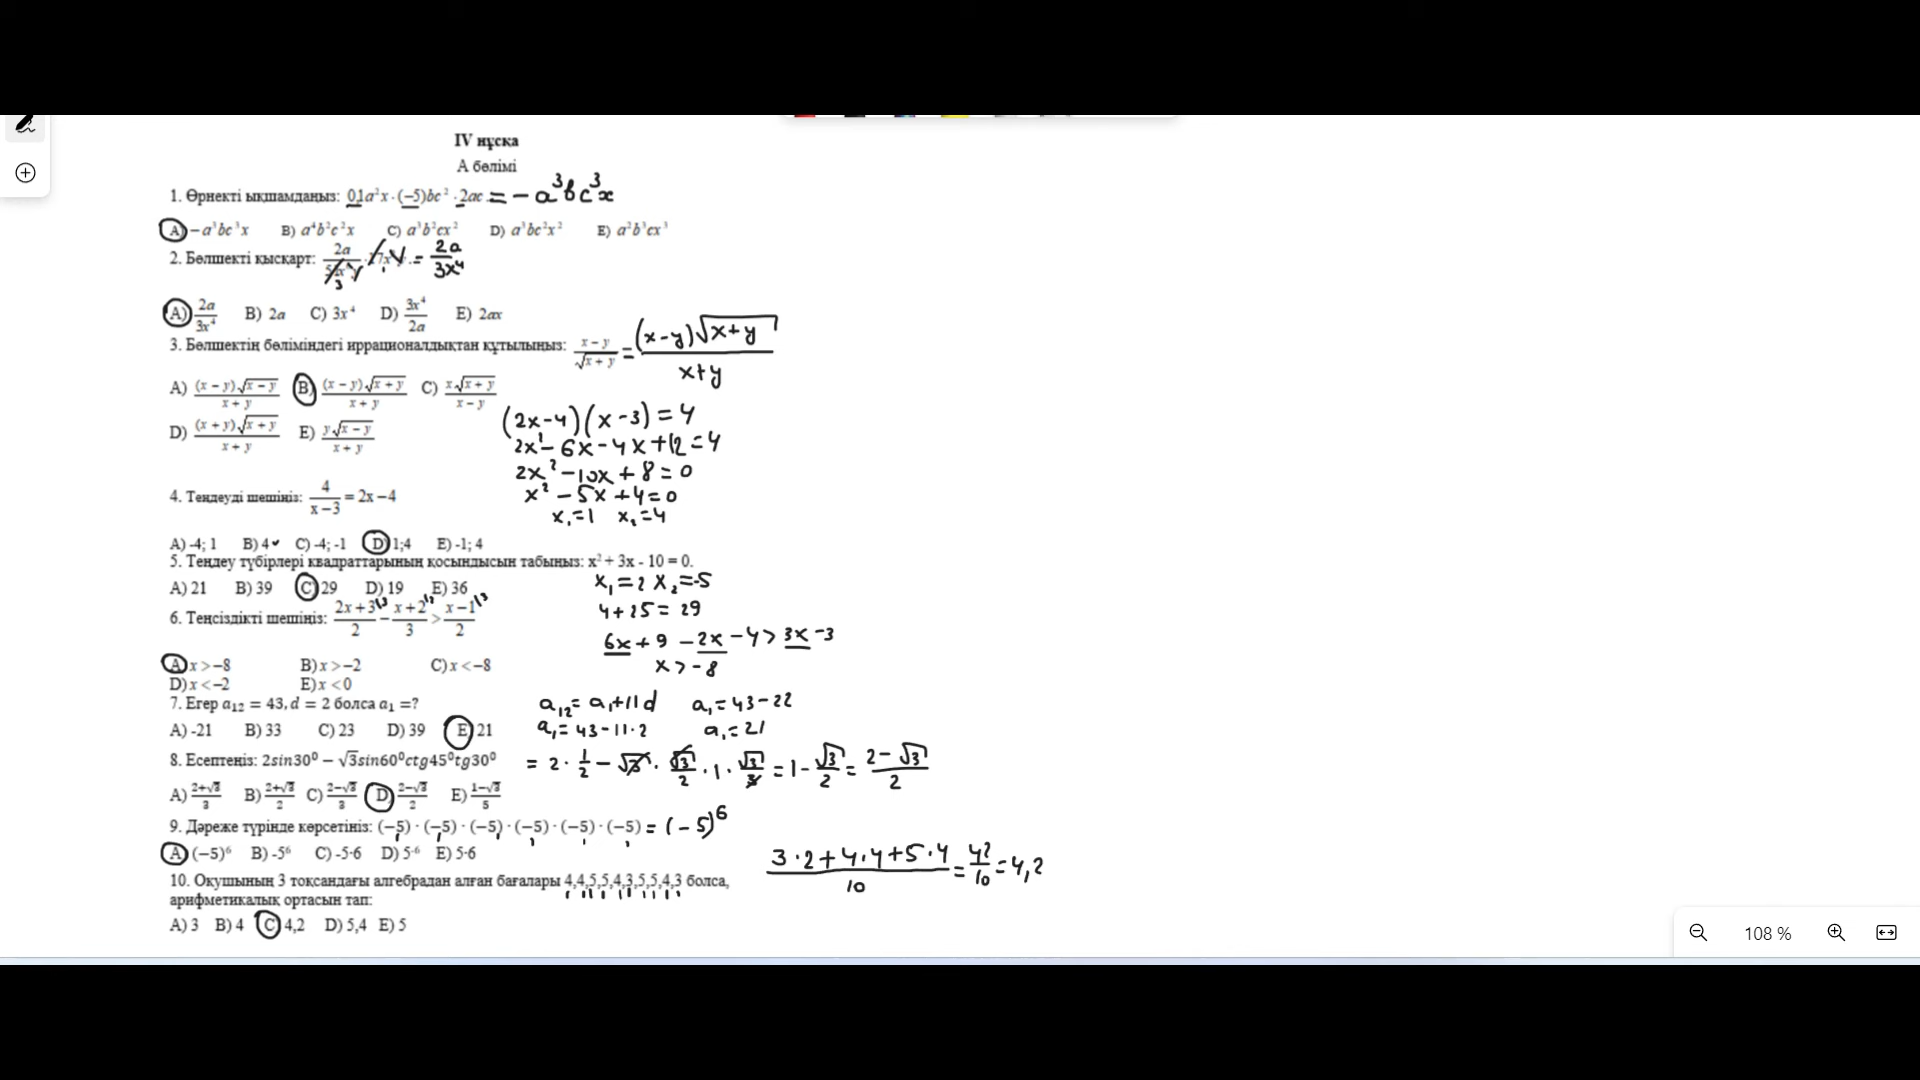 IV нұсқа
А бөлімі
1. Өрнекті ықшамдаңыз: 0,1a²x · (−5)bc² · 2ac = − a³bc³x
A) −a³bc³x B) a⁴b²c²x C) a³b²cx² D) a³bc²x² E) a²b³cx³
2. Бөлшекті қысқарт: 2a = 2a/3x⁴
A) 2a/3x⁴ B) 2a C) 3x⁴ D) 3x⁴/2a E) 2ax
3. Бөлшектің бөліміндегі иррационалдықтан құтылыңыз: (x − y)/√(x + y) = (x-y)√(x+y)/(x+y)
A) (x − y)√(x − y)/(x + y) B) (x − y)√(x + y)/(x + y) C) x√(x + y)/(x − y)
D) (x + y)√(x + y)/(x + y) E) y√(x − y)/(x + y)
(2x-4)(x-3) = 4
2x² - 6x - 4x + 12 = 4
2x² - 10x + 8 = 0
x² - 5x + 4 = 0
x₁ = 1 x₂ = 4
4. Теңдеуді шешіңіз: 4/(x − 3) = 2x − 4
A) -4; 1 B) 4 C) -4; -1 D) 1;4 E) -1; 4
5. Теңдеу түбірлері квадраттарының қосындысын табыңыз: x² + 3x - 10 = 0.
x₁ = 2 x₂ = -5
A) 21 B) 39 C) 29 D) 19 E) 36
4 + 25 = 29
6. Теңсіздікті шешіңіз: (2x + 3)/2 − (x + 2)/3 > (x − 1)/2
6x + 9 - 2x - 4 > 3x - 3
x > - 8
A) x > −8 B) x > −2 C) x < −8
D) x < −2 E) x < 0
7. Егер a₁₂ = 43, d = 2 болса a₁ =?
a₁₂ = a₁ + 11d a₁ = 43 - 22
a₁ = 43 - 11·2 a₁ = 21
A) -21 B) 33 C) 23 D) 39 E) 21
8. Есептеңіз: 2sin30⁰ − √3sin60⁰ctg45⁰tg30⁰ = 2 · 1/2 - √3 · √3/2 · 1 · √3/3 = 1 - √3/2 = (2 - √3)/2
A) (2+√3)/3 B) (2+√3)/2 C) (2−√3)/3 D) (2−√3)/2 E) (1−√3)/5
9. Дәреже түрінде көрсетіңіз: (−5) · (−5) · (−5) · (−5) · (−5) · (−5) = (-5)⁶
A) (−5)⁶ B) -5⁶ C) -5·6 D) 5⁻⁶ E) 5·6
10. Оқушының 3 тоқсандағы алгебрадан алған бағалары 4,4,5,5,4,3,5,5,4,3 болса,
арифметикалық ортасын тап:
(3·2 + 4·4 + 5·4)/10 = 42/10 = 4,2
A) 3 B) 4 C) 4,2 D) 5,4 E) 5
108 %